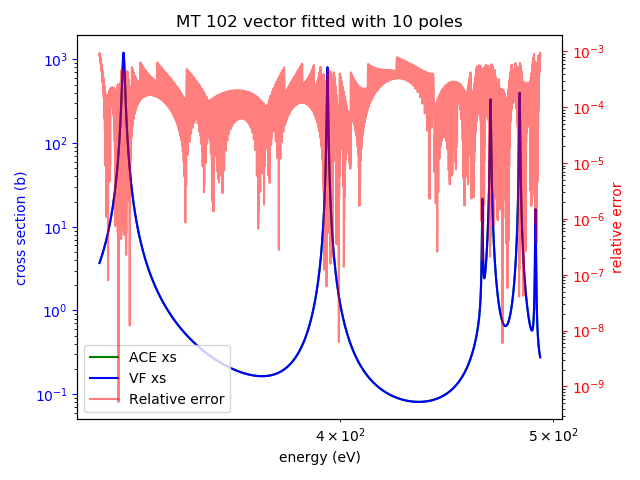 MT 102 vector fitted with 10 poles
cross section (b)
10³
10²
10¹
10⁰
10⁻¹
10⁻³
10⁻⁴
10⁻⁵
10⁻⁶
10⁻⁷
10⁻⁸
10⁻⁹
relative error
ACE xs
VF xs
Relative error
4 × 10² 5 × 10²
energy (eV)